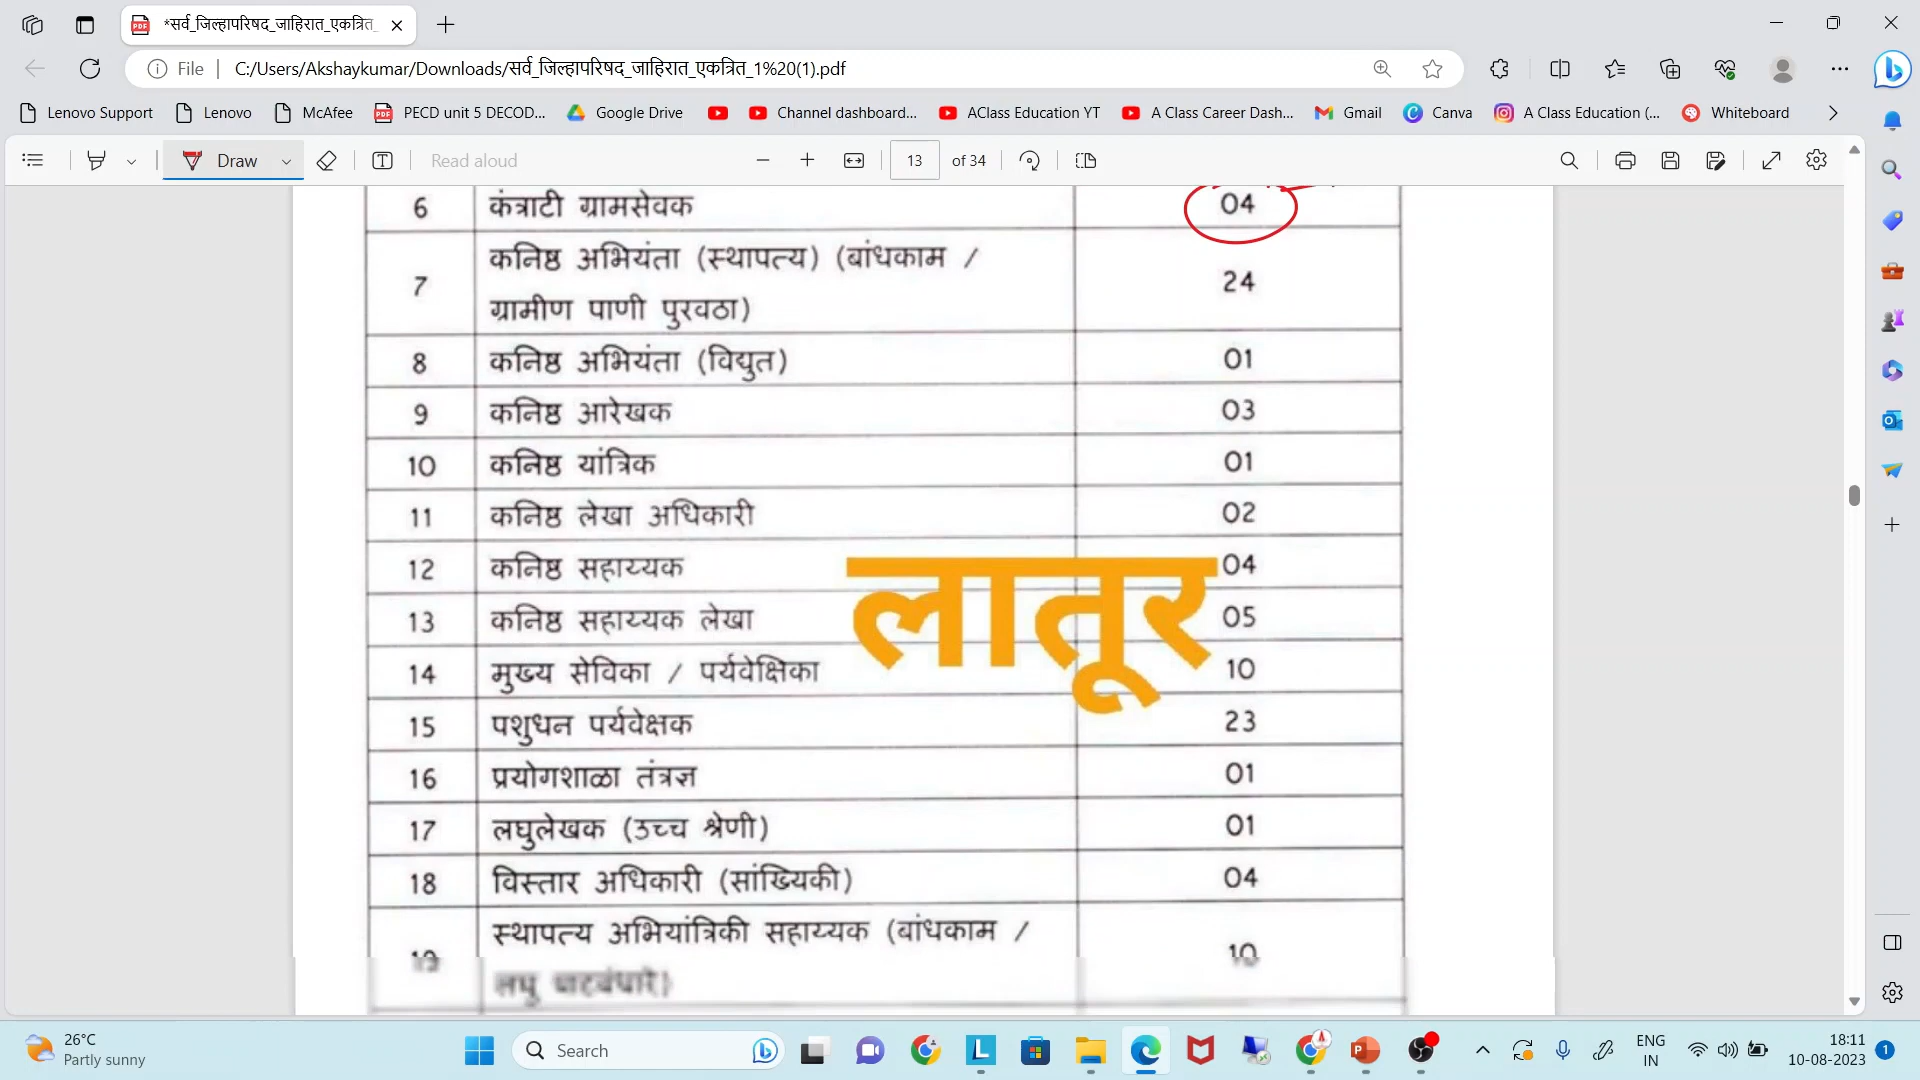 *सर्व_जिल्हापरिषद_जाहिरात_एकत्रित_
File
C:/Users/Akshaykumar/Downloads/सर्व_जिल्हापरिषद_जाहिरात_एकत्रित_1%20(1).pdf
Lenovo Support
Lenovo
McAfee
PECD unit 5 DECOD...
Google Drive
Channel dashboard...
AClass Education YT
A Class Career Dash...
Gmail
Canva
A Class Education (...
Whiteboard
Draw
Read aloud
13 of 34
6 कंत्राटी ग्रामसेवक 04
7 कनिष्ठ अभियंता (स्थापत्य) (बांधकाम / 24
ग्रामीण पाणी पुरवठा)
8 कनिष्ठ अभियंता (विद्युत) 01
9 कनिष्ठ आरेखक 03
10 कनिष्ठ यांत्रिक 01
11 कनिष्ठ लेखा अधिकारी 02
12 कनिष्ठ सहाय्यक 04
13 कनिष्ठ सहाय्यक लेखा 05
लातूर
14 मुख्य सेविका / पर्यवेक्षिका 10
15 पशुधन पर्यवेक्षक 23
16 प्रयोगशाळा तंत्रज्ञ 01
17 लघुलेखक (उच्च श्रेणी) 01
18 विस्तार अधिकारी (सांख्यिकी) 04
स्थापत्य अभियांत्रिकी सहाय्यक (बांधकाम /
10
26°C
Partly sunny
Search
ENG
IN
18:11
10-08-2023
1